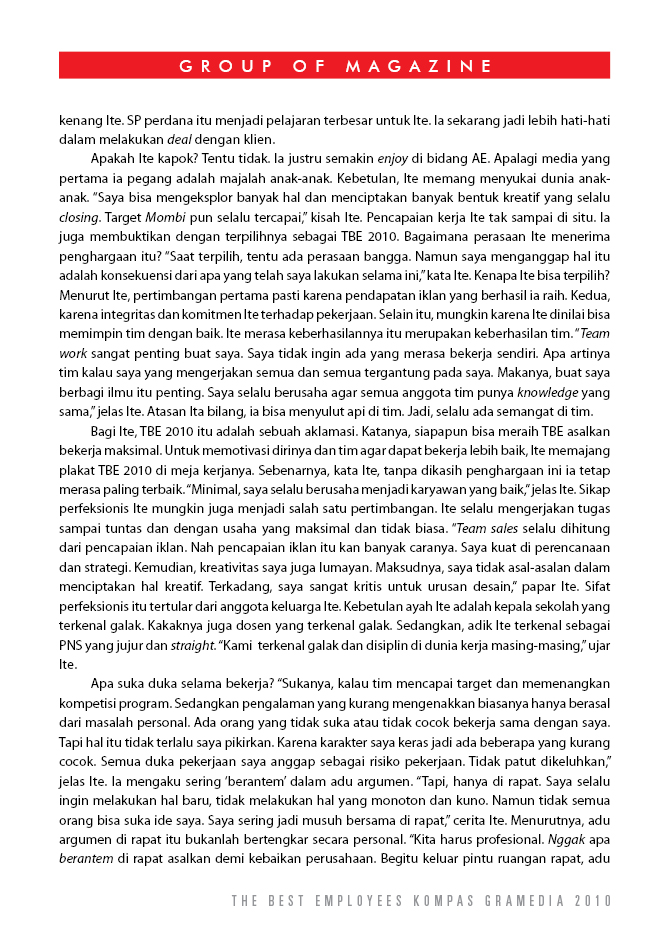 GROUP OF MAGAZINE
kenang Ite. SP perdana itu menjadi pelajaran terbesar untuk Ite. Ia sekarang jadi lebih hati-hati
dalam melakukan deal dengan klien.
Apakah Ite kapok? Tentu tidak. Ia justru semakin enjoy di bidang AE. Apalagi media yang
pertama ia pegang adalah majalah anak-anak. Kebetulan, Ite memang menyukai dunia anak-
anak. "Saya bisa mengeksplor banyak hal dan menciptakan banyak bentuk kreatif yang selalu
closing. Target Mombi pun selalu tercapai," kisah Ite. Pencapaian kerja Ite tak sampai di situ. Ia
juga membuktikan dengan terpilihnya sebagai TBE 2010. Bagaimana perasaan Ite menerima
penghargaan itu? "Saat terpilih, tentu ada perasaan bangga. Namun saya menganggap hal itu
adalah konsekuensi dari apa yang telah saya lakukan selama ini," kata Ite. Kenapa Ite bisa terpilih?
Menurut Ite, pertimbangan pertama pasti karena pendapatan iklan yang berhasil ia raih. Kedua,
karena integritas dan komitmen Ite terhadap pekerjaan. Selain itu, mungkin karena Ite dinilai bisa
memimpin tim dengan baik. Ite merasa keberhasilannya itu merupakan keberhasilan tim. "Team
work sangat penting buat saya. Saya tidak ingin ada yang merasa bekerja sendiri. Apa artinya
tim kalau saya yang mengerjakan semua dan semua tergantung pada saya. Makanya, buat saya
berbagi ilmu itu penting. Saya selalu berusaha agar semua anggota tim punya knowledge yang
sama," jelas Ite. Atasan Ita bilang, ia bisa menyulut api di tim. Jadi, selalu ada semangat di tim.
Bagi Ite, TBE 2010 itu adalah sebuah aklamasi. Katanya, siapapun bisa meraih TBE asalkan
bekerja maksimal. Untuk memotivasi dirinya dan tim agar dapat bekerja lebih baik, Ite memajang
plakat TBE 2010 di meja kerjanya. Sebenarnya, kata Ite, tanpa dikasih penghargaan ini ia tetap
merasa paling terbaik. "Minimal, saya selalu berusaha menjadi karyawan yang baik," jelas Ite. Sikap
perfeksionis Ite mungkin juga menjadi salah satu pertimbangan. Ite selalu mengerjakan tugas
sampai tuntas dan dengan usaha yang maksimal dan tidak biasa. "Team sales selalu dihitung
dari pencapaian iklan. Nah pencapaian iklan itu kan banyak caranya. Saya kuat di perencanaan
dan strategi. Kemudian, kreativitas saya juga lumayan. Maksudnya, saya tidak asal-asalan dalam
menciptakan hal kreatif. Terkadang, saya sangat kritis untuk urusan desain," papar Ite. Sifat
perfeksionis itu tertular dari anggota keluarga Ite. Kebetulan ayah Ite adalah kepala sekolah yang
terkenal galak. Kakaknya juga dosen yang terkenal galak. Sedangkan, adik Ite terkenal sebagai
PNS yang jujur dan straight. "Kami terkenal galak dan disiplin di dunia kerja masing-masing," ujar
Ite.
Apa suka duka selama bekerja? "Sukanya, kalau tim mencapai target dan memenangkan
kompetisi program. Sedangkan pengalaman yang kurang mengenakkan biasanya hanya berasal
dari masalah personal. Ada orang yang tidak suka atau tidak cocok bekerja sama dengan saya.
Tapi hal itu tidak terlalu saya pikirkan. Karena karakter saya keras jadi ada beberapa yang kurang
cocok. Semua duka pekerjaan saya anggap sebagai risiko pekerjaan. Tidak patut dikeluhkan,"
jelas Ite. Ia mengaku sering 'berantem' dalam adu argumen. "Tapi, hanya di rapat. Saya selalu
ingin melakukan hal baru, tidak melakukan hal yang monoton dan kuno. Namun tidak semua
orang bisa suka ide saya. Saya sering jadi musuh bersama di rapat," cerita Ite. Menurutnya, adu
argumen di rapat itu bukanlah bertengkar secara personal. "Kita harus profesional. Nggak apa
berantem di rapat asalkan demi kebaikan perusahaan. Begitu keluar pintu ruangan rapat, adu
THE BEST EMPLOYEES KOMPAS GRAMEDIA 2010